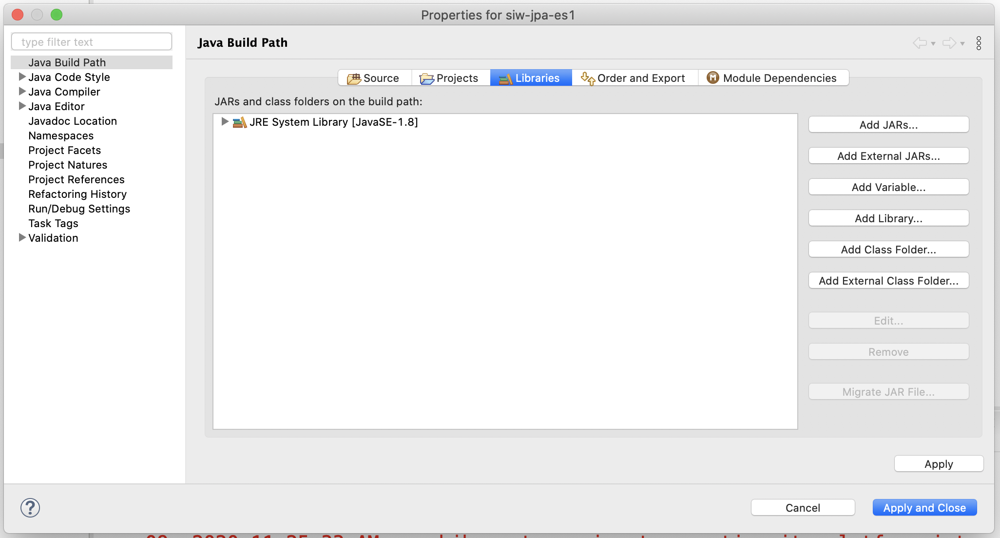 Properties for siw-jpa-es1
type filter text
Java Build Path
Java Code Style
Java Compiler
Java Editor
Javadoc Location
Namespaces
Project Facets
Project Natures
Project References
Refactoring History
Run/Debug Settings
Task Tags
Validation
Java Build Path
Source
Projects
Libraries
Order and Export
M Module Dependencies
JARs and class folders on the build path:
JRE System Library [JavaSE-1.8]
Add JARs...
Add External JARs...
Add Variable...
Add Library...
Add Class Folder...
Add External Class Folder...
Edit...
Remove
Migrate JAR File...
Apply
?
Cancel
Apply and Close